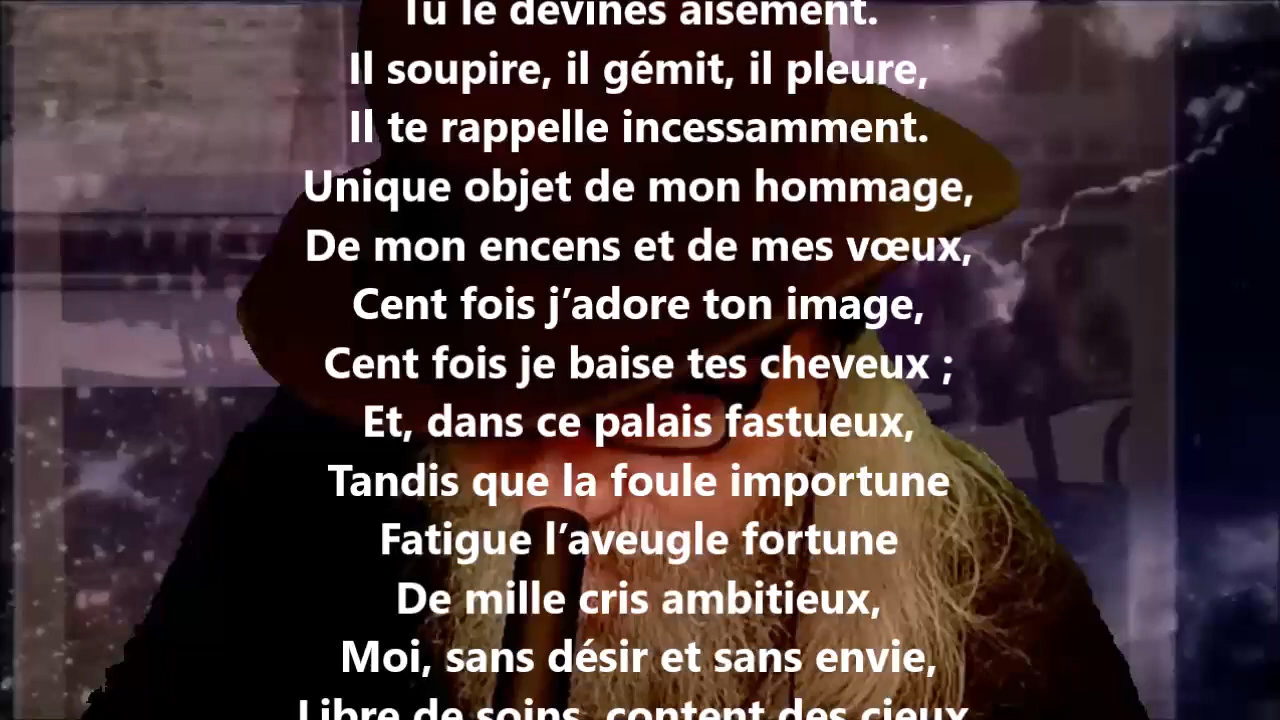 Tu le devines aisément.
Il soupire, il gémit, il pleure,
Il te rappelle incessamment.
Unique objet de mon hommage,
De mon encens et de mes vœux,
Cent fois j’adore ton image,
Cent fois je baise tes cheveux ;
Et, dans ce palais fastueux,
Tandis que la foule importune
Fatigue l’aveugle fortune
De mille cris ambitieux,
Moi, sans désir et sans envie,
Libre de soins, content des cieux